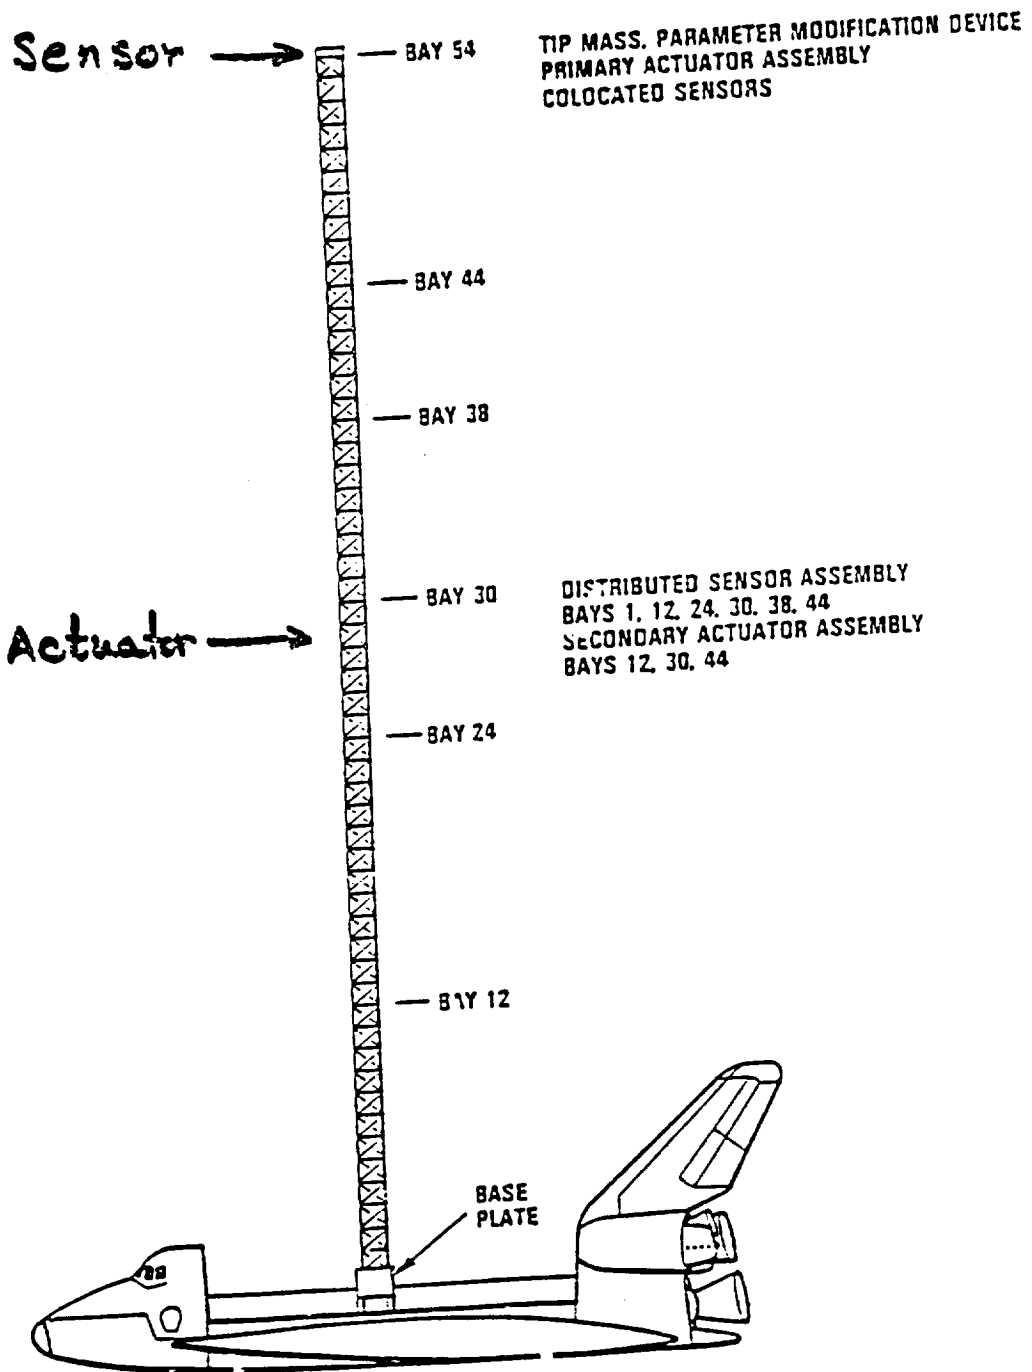 Sensor
BAY 54
TIP MASS, PARAMETER MODIFICATION DEVICE
PRIMARY ACTUATOR ASSEMBLY
COLOCATED SENSORS
BAY 44
BAY 38
BAY 30
DISTRIBUTED SENSOR ASSEMBLY
BAYS 1, 12, 24, 30, 38, 44
SECONDARY ACTUATOR ASSEMBLY
BAYS 12, 30, 44
Actuator
BAY 24
BAY 12
BASE
PLATE